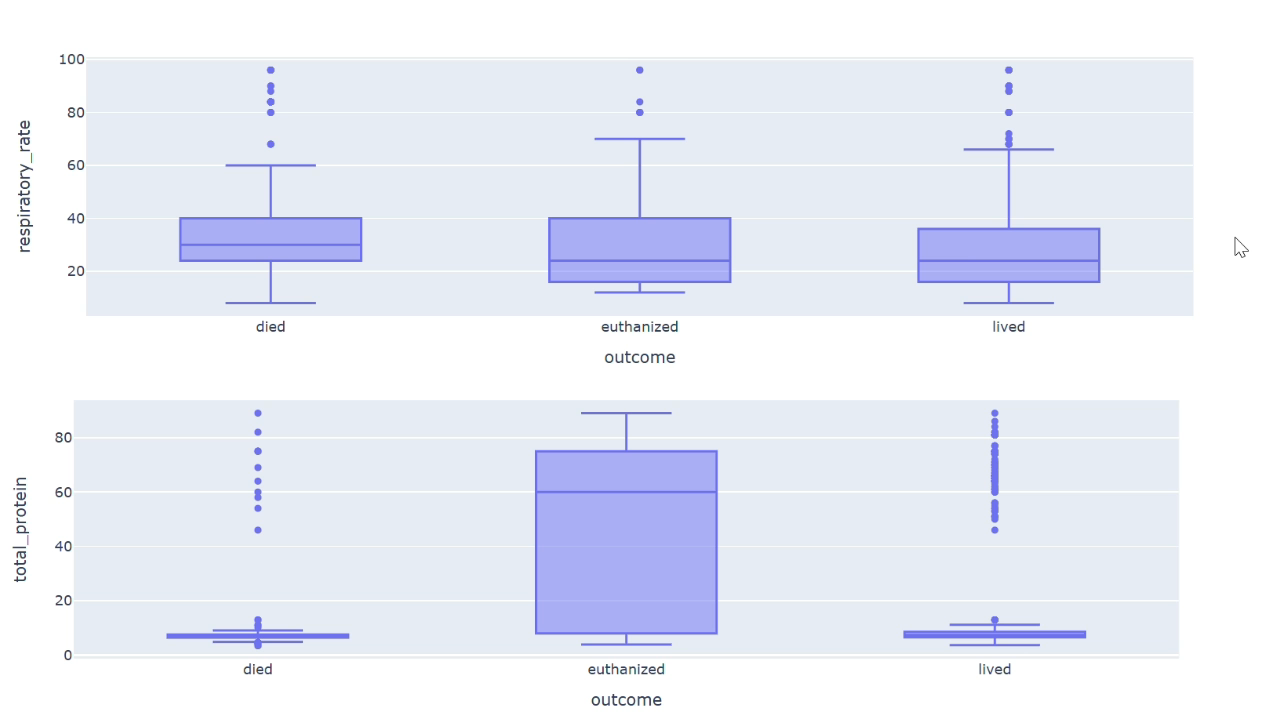 100
80
60
40
20
respiratory_rate
died euthanized lived
outcome
80
60
40
20
0
total_protein
died euthanized lived
outcome